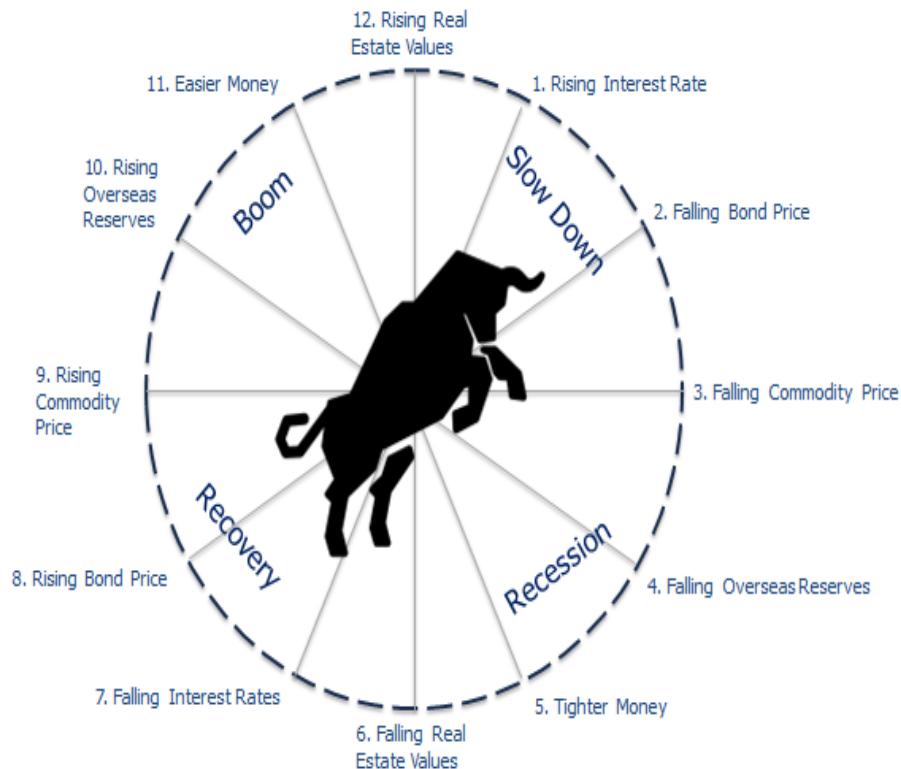 12. Rising Real
Estate Values
1. Rising Interest Rate
2. Falling Bond Price
3. Falling Commodity Price
4. Falling Overseas Reserves
5. Tighter Money
6. Falling Real
Estate Values
7. Falling Interest Rates
8. Rising Bond Price
9. Rising
Commodity
Price
10. Rising
Overseas
Reserves
11. Easier Money
Boom
Slow Down
Recession
Recovery